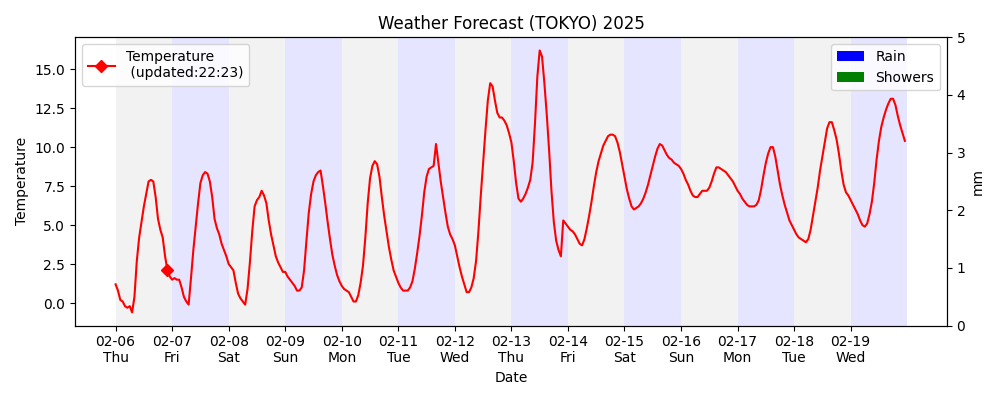 Weather Forecast (TOKYO) 2025
Temperature
(updated:22:23)
Rain
Showers
Temperature
15.0
12.5
10.0
7.5
5.0
2.5
0.0
5
4
3
2
1
0
mm
02-06 02-07 02-08 02-09 02-10 02-11 02-12 02-13 02-14 02-15 02-16 02-17 02-18 02-19
Thu Fri Sat Sun Mon Tue Wed Thu Fri Sat Sun Mon Tue Wed
Date